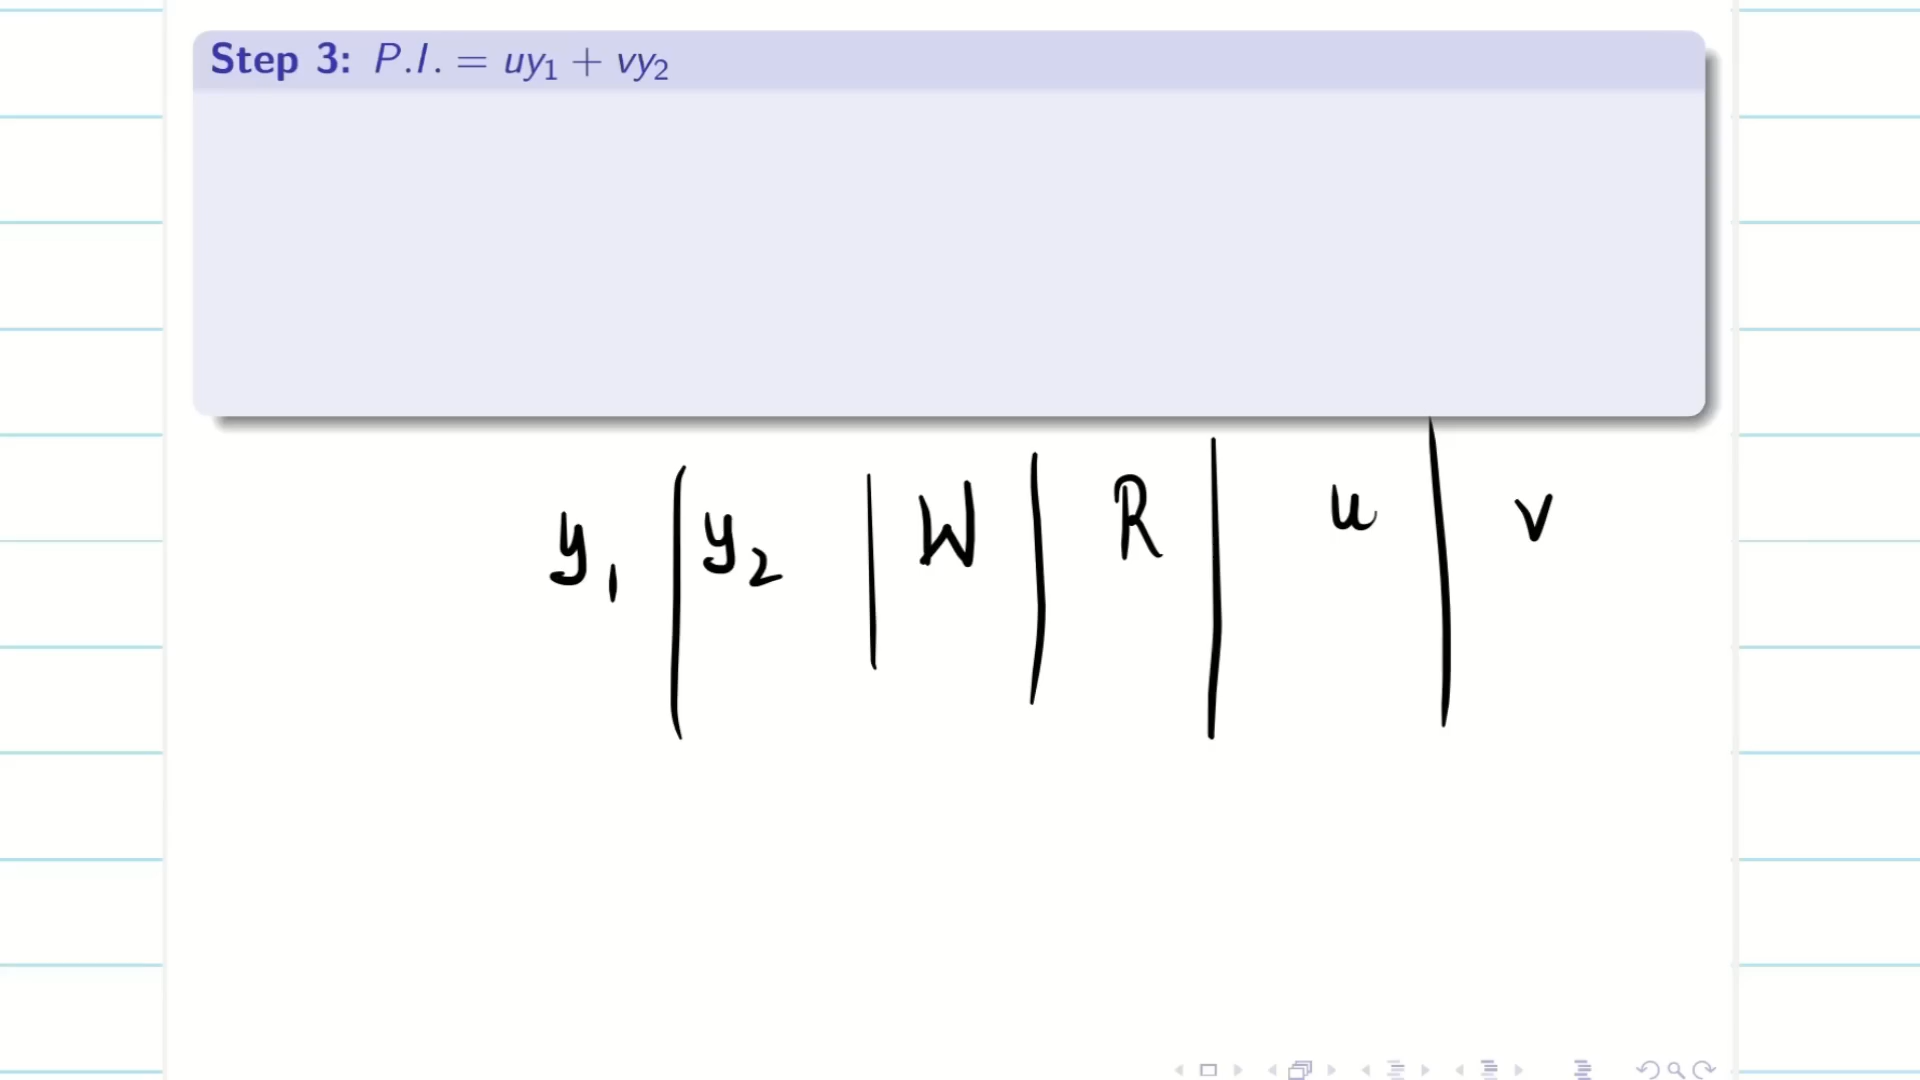 Step 3: P.I. = uy₁ + vy₂
y₁ | y₂ | W | R | u | v